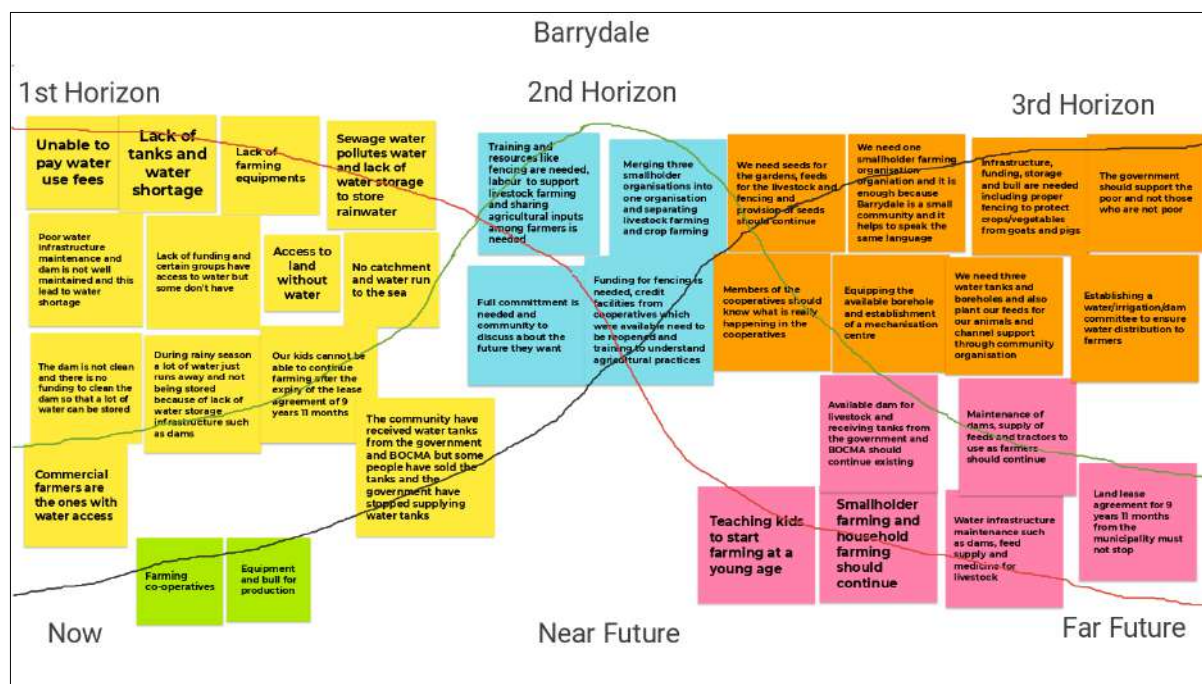 Barrydale
1st Horizon
2nd Horizon
3rd Horizon
Unable to
pay water
use fees
Lack of
tanks and
water
shortage
Lack of
farming
equipments
Sewage water
pollutes water
and lack of
water storage
to store
rainwater
Poor water
infrastructure
maintenance and
dam is not well
maintained and this
lead to water
shortage
Lack of funding and
certain groups have
access to water but
some don't have
Access to
land
without
water
No catchment
and water run
to the sea
The dam is not clean
and there is no
funding to clean the
dam so that a lot of
water can be stored
During rainy season
a lot of water just
runs away and not
being stored
because of lack of
water storage
infrastructure such
as dams
Our kids cannot be
able to continue
farming after the
expiry of the lease
agreement of 9
years 11 months
The community have
received water tanks
from the government
and BOCMA but some
people have sold the
tanks and the
government have
stopped supplying
water tanks
Commercial
farmers are
the ones with
water access
Farming
co-operatives
Equipment
and bull for
production
Training and
resources like
fencing are needed,
labour to support
livestock farming
and sharing
agricultural inputs
among farmers is
needed
Merging three
smallholder
organisations into
one organisation and
separating
livestock farming
and crop farming
Full committment is
needed and
community to
discuss about the
future they want
Funding for fencing is
needed, credit
facilities from
cooperatives which
were available need to
be reopened and
training to understand
agricultural practices
We need seeds for
the gardens, feeds
for the livestock and
fencing and
provision of seeds
should continue
We need one
smallholder farming
organisation
organiation and it is
enough because
Barrydale is a small
community and it
helps to speak the
same language
Infrastructure,
funding, storage
and bull are needed
including proper
fencing to protect
crops/vegetables
from goats and pigs
The government
should support the
poor and not those
who are not poor
Members of the
cooperatives should
know what is really
happening in the
cooperatives
Equipping the
available borehole
and establishment
of a mechanisation
centre
We need three
water tanks and
boreholes and also
plant our feeds for
our animals and
channel support
through community
organisation
Establishing a
water/irrigation/dam
committee to ensure
water distribution to
farmers
Available dam for
livestock and
receiving tanks from
the government and
BOCMA should
continue existing
Maintenance of
dams, supply of
feeds and tractors to
use as farmers
should continue
Teaching kids
to start
farming at a
young age
Smallholder
farming and
household
farming
should
continue
Water infrastructure
maintenance such
as dams, feed
supply and
medicine for
livestock
Land lease
agreement for 9
years 11 months
from the
municipality must
not stop
Now
Near Future
Far Future